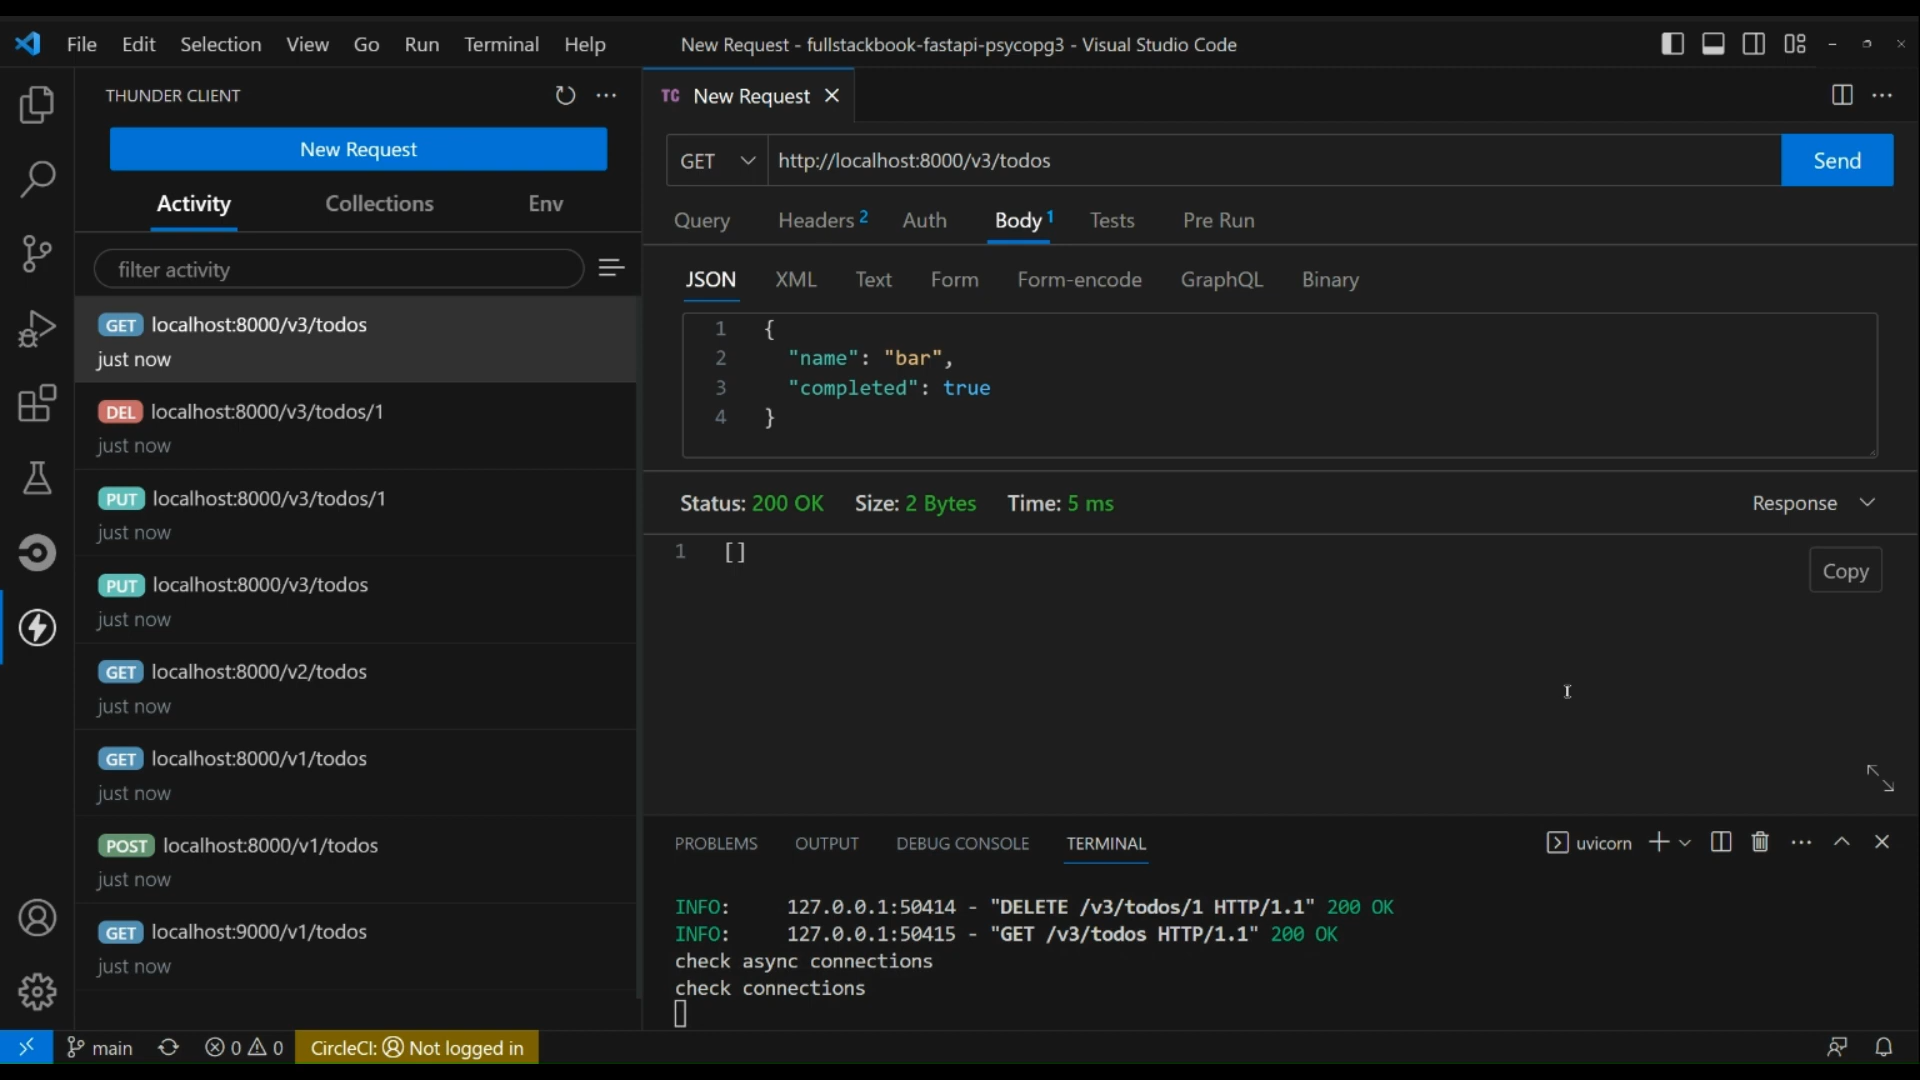 File Edit Selection View Go Run Terminal Help New Request - fullstackbook-fastapi-psycopg3 - Visual Studio Code
THUNDER CLIENT
New Request
Activity Collections Env
filter activity
GET localhost:8000/v3/todos
just now
DEL localhost:8000/v3/todos/1
just now
PUT localhost:8000/v3/todos/1
just now
PUT localhost:8000/v3/todos
just now
GET localhost:8000/v2/todos
just now
GET localhost:8000/v1/todos
just now
POST localhost:8000/v1/todos
just now
GET localhost:9000/v1/todos
just now
TC New Request
GET http://localhost:8000/v3/todos Send
Query Headers 2 Auth Body 1 Tests Pre Run
JSON XML Text Form Form-encode GraphQL Binary
1 {
2 "name": "bar",
3 "completed": true
4 }
Status: 200 OK Size: 2 Bytes Time: 5 ms Response
1 []
Copy
PROBLEMS OUTPUT DEBUG CONSOLE TERMINAL uvicorn
INFO: 127.0.0.1:50414 - "DELETE /v3/todos/1 HTTP/1.1" 200 OK
INFO: 127.0.0.1:50415 - "GET /v3/todos HTTP/1.1" 200 OK
check async connections
check connections
main 0 0 CircleCI: Not logged in